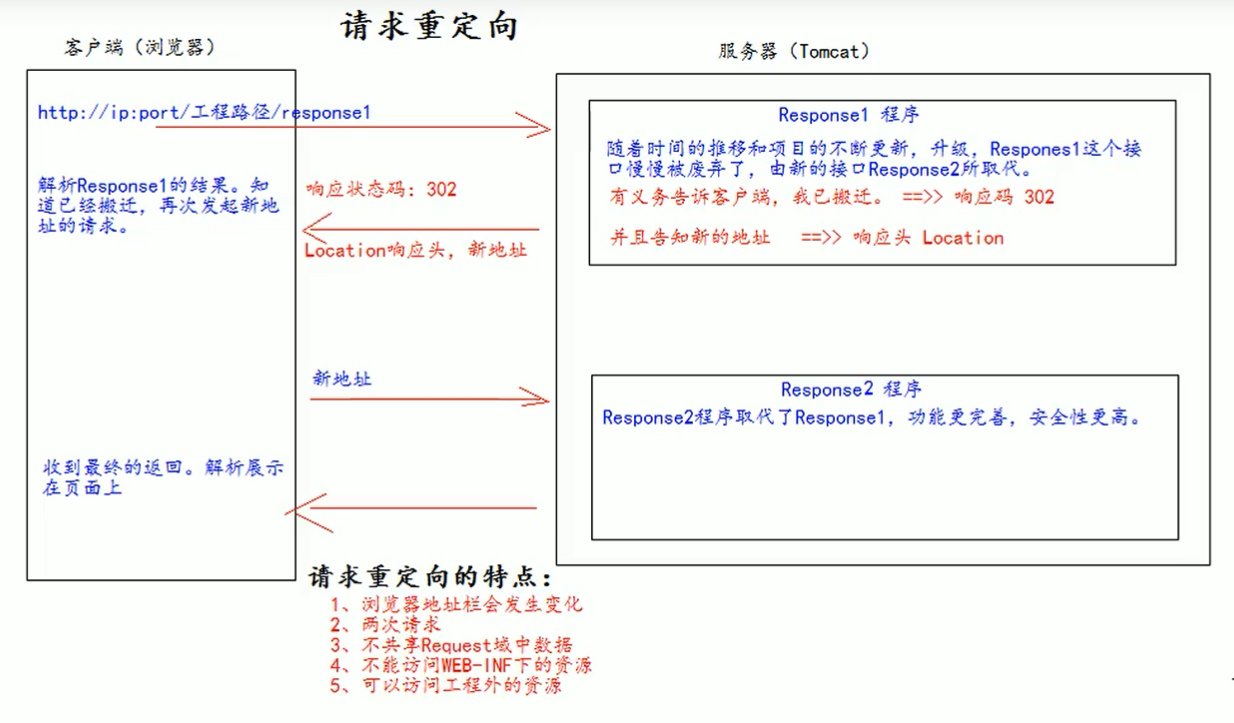 请求重定向
客户端（浏览器）
服务器（Tomcat）
http://ip:port/工程路径/response1
Response1 程序
随着时间的推移和项目的不断更新，升级，Respones1这个接
口慢慢被废弃了，由新的接口Response2所取代。
有义务告诉客户端，我已搬迁。 ==>> 响应码 302
并且告知新的地址 ==>> 响应头 Location
解析Response1的结果。知
道已经搬迁，再次发起新地
址的请求。
响应状态码：302
Location响应头，新地址
新地址
Response2 程序
Response2程序取代了Response1，功能更完善，安全性更高。
收到最终的返回。解析展示
在页面上
请求重定向的特点：
1、浏览器地址栏会发生变化
2、两次请求
3、不共享Request域中数据
4、不能访问WEB-INF下的资源
5、可以访问工程外的资源